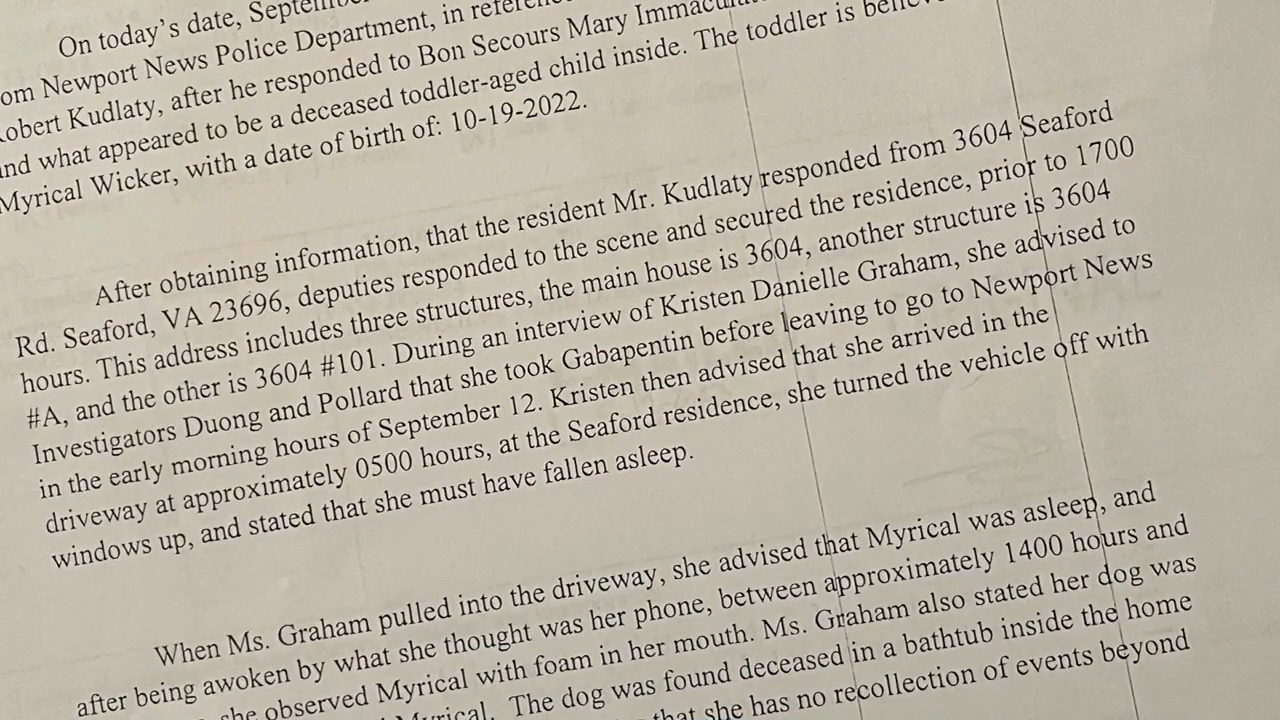 On today's date, September
om Newport News Police Department, in reference
Robert Kudlaty, after he responded to Bon Secours Mary Immaculate
and what appeared to be a deceased toddler-aged child inside. The toddler is
Myrical Wicker, with a date of birth of: 10-19-2022.
After obtaining information, that the resident Mr. Kudlaty responded from 3604 Seaford
Rd. Seaford, VA 23696, deputies responded to the scene and secured the residence, prior to 1700
hours. This address includes three structures, the main house is 3604, another structure is 3604
#A, and the other is 3604 #101. During an interview of Kristen Danielle Graham, she advised to
Investigators Duong and Pollard that she took Gabapentin before leaving to go to Newport News
in the early morning hours of September 12. Kristen then advised that she arrived in the
driveway at approximately 0500 hours, at the Seaford residence, she turned the vehicle off with
windows up, and stated that she must have fallen asleep.
When Ms. Graham pulled into the driveway, she advised that Myrical was asleep, and
after being awoken by what she thought was her phone, between approximately 1400 hours and
she observed Myrical with foam in her mouth. Ms. Graham also stated her dog was
Myrical. The dog was found deceased in a bathtub inside the home
that she has no recollection of events beyond